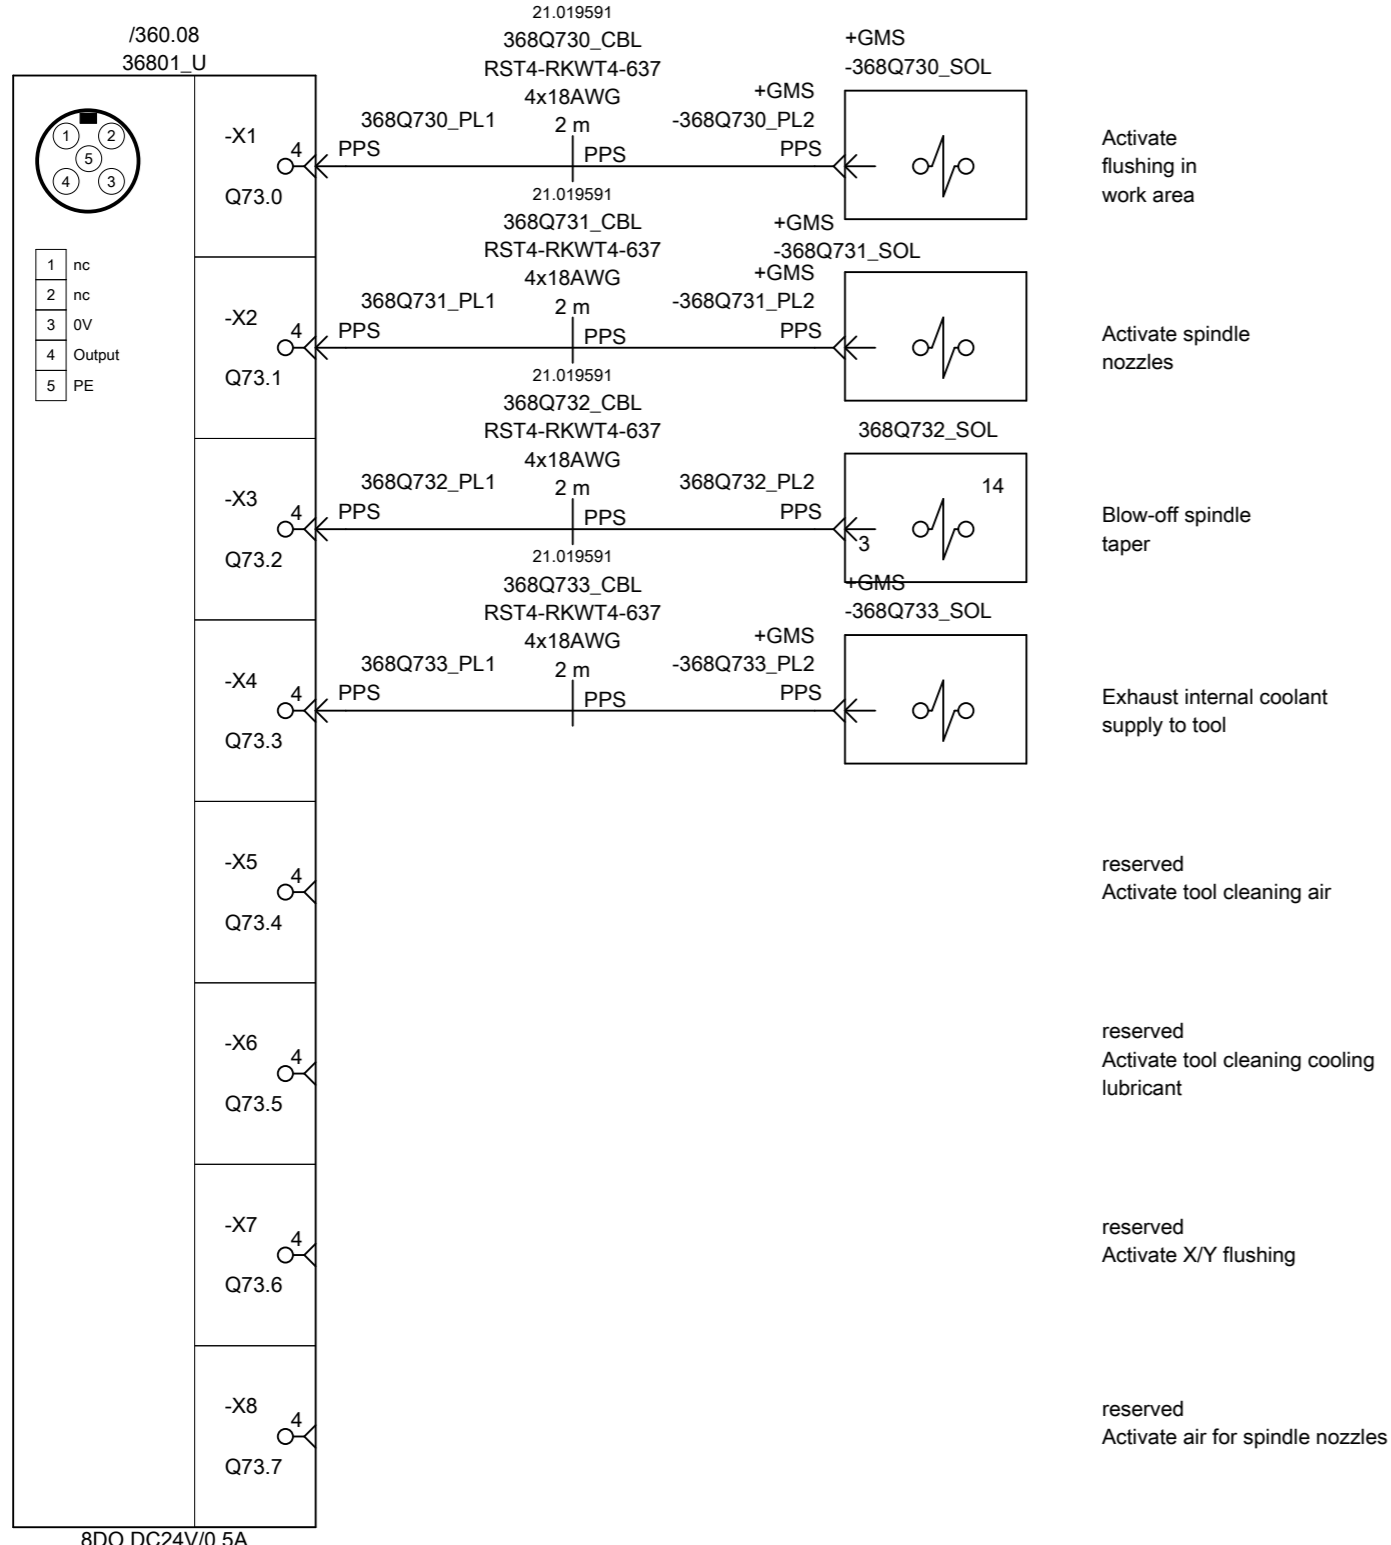 /360.08
36801_U
1
2
5
4
3
1 nc
2 nc
3 0V
4 Output
5 PE
-X1
4
Q73.0
368Q730_PL1
PPS
21.019591
368Q730_CBL
RST4-RKWT4-637
4x18AWG
2 m
PPS
+GMS
-368Q730_PL2
PPS
+GMS
-368Q730_SOL
Activate
flushing in
work area
-X2
4
Q73.1
368Q731_PL1
PPS
21.019591
368Q731_CBL
RST4-RKWT4-637
4x18AWG
2 m
PPS
+GMS
-368Q731_PL2
PPS
+GMS
-368Q731_SOL
Activate spindle
nozzles
-X3
4
Q73.2
368Q732_PL1
PPS
21.019591
368Q732_CBL
RST4-RKWT4-637
4x18AWG
2 m
PPS
368Q732_PL2
PPS
368Q732_SOL
14
3
Blow-off spindle
taper
-X4
4
Q73.3
368Q733_PL1
PPS
21.019591
368Q733_CBL
RST4-RKWT4-637
4x18AWG
2 m
PPS
+GMS
-368Q733_PL2
PPS
+GMS
-368Q733_SOL
Exhaust internal coolant
supply to tool
-X5
4
Q73.4
reserved
Activate tool cleaning air
-X6
4
Q73.5
reserved
Activate tool cleaning cooling
lubricant
-X7
4
Q73.6
reserved
Activate X/Y flushing
-X8
4
Q73.7
reserved
Activate air for spindle nozzles
8DO DC24V/0.5A